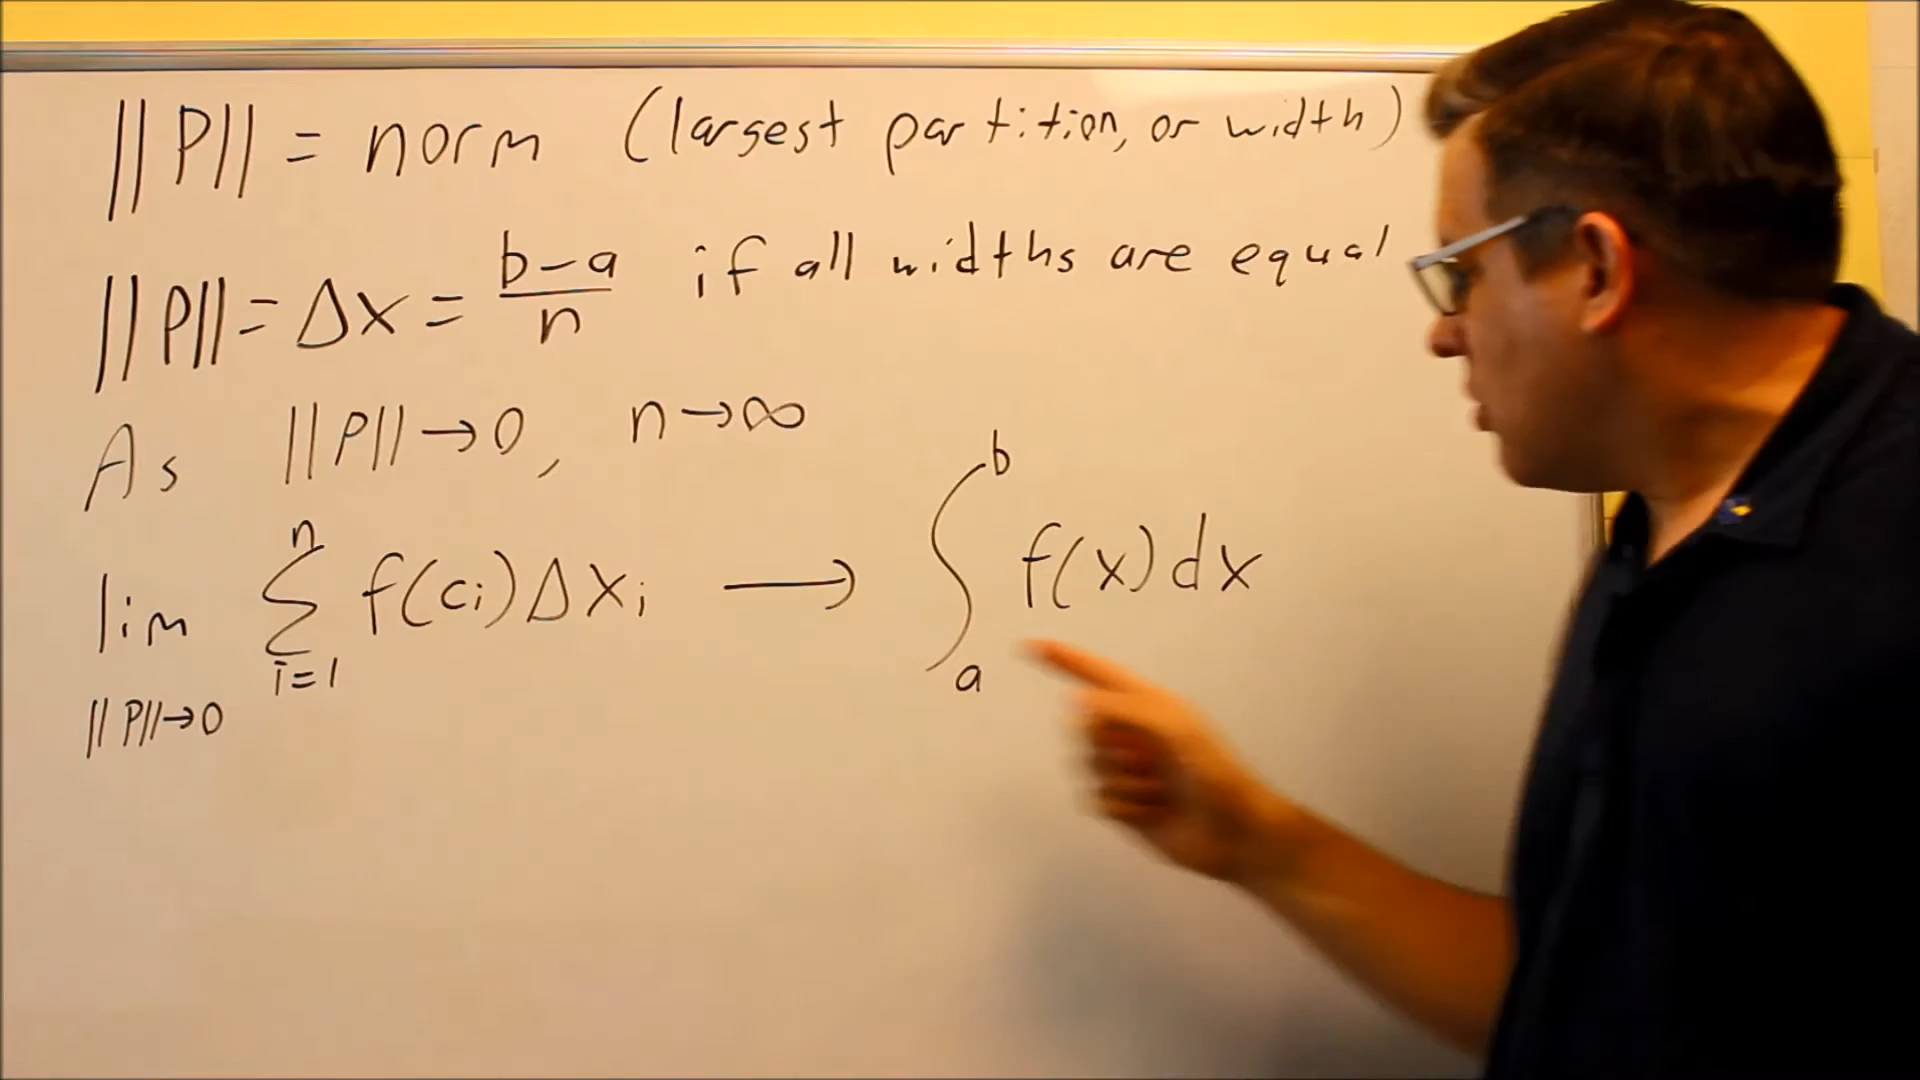 ||P|| = norm (largest partition, or width)
||P|| = Δx = b-a/n if all widths are equal
As ||P|| → 0, n → ∞
lim ||P||→0 n Σ i=1 f(ci)Δxi → ∫ b a f(x)dx